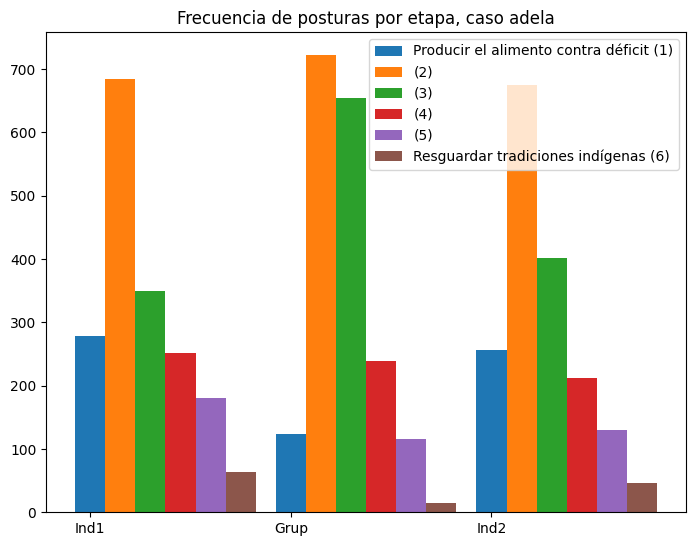 Frecuencia de posturas por etapa, caso adela
Producir el alimento contra déficit (1)
(2)
(3)
(4)
(5)
Resguardar tradiciones indígenas (6)
700
600
500
400
300
200
100
0
Ind1
Grup
Ind2